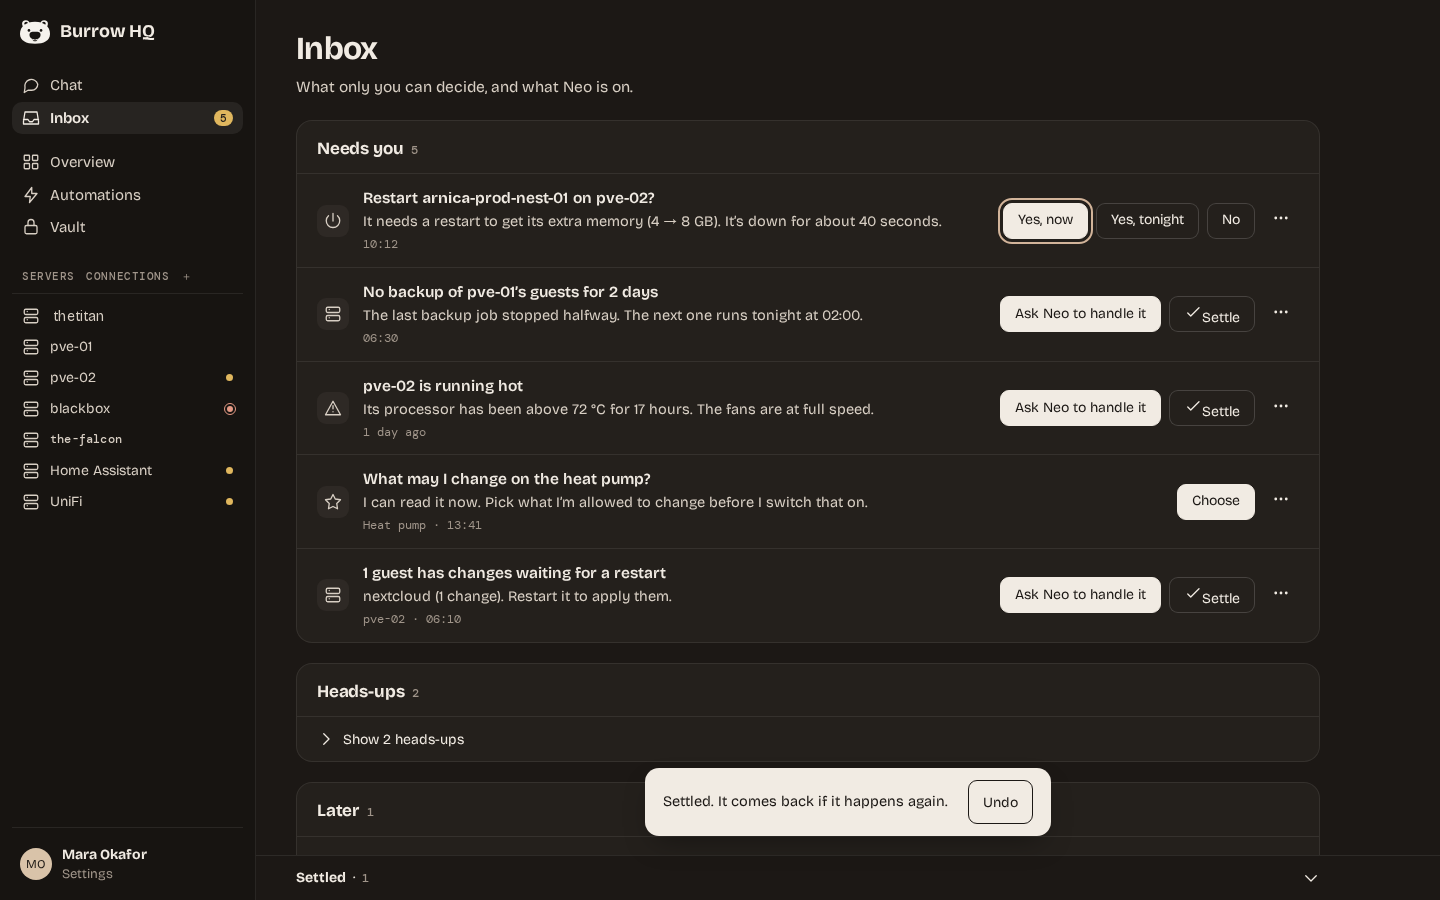 Burrow HQ
Chat
Inbox 5
Overview
Automations
Vault
SERVERS CONNECTIONS +
thetitan
pve-01
pve-02
blackbox
the-falcon
Home Assistant
UniFi
MO
Mara Okafor
Settings
Inbox
What only you can decide, and what Neo is on.
Needs you 5
Restart arnica-prod-nest-01 on pve-02?
It needs a restart to get its extra memory (4 → 8 GB). It's down for about 40 seconds.
10:12
Yes, now Yes, tonight No
No backup of pve-01's guests for 2 days
The last backup job stopped halfway. The next one runs tonight at 02:00.
06:30
Ask Neo to handle it Settle
pve-02 is running hot
Its processor has been above 72 °C for 17 hours. The fans are at full speed.
1 day ago
Ask Neo to handle it Settle
What may I change on the heat pump?
I can read it now. Pick what I'm allowed to change before I switch that on.
Heat pump · 13:41
Choose
1 guest has changes waiting for a restart
nextcloud (1 change). Restart it to apply them.
pve-02 · 06:10
Ask Neo to handle it Settle
Heads-ups 2
Show 2 heads-ups
Later 1
Settled. It comes back if it happens again. Undo
Settled · 1